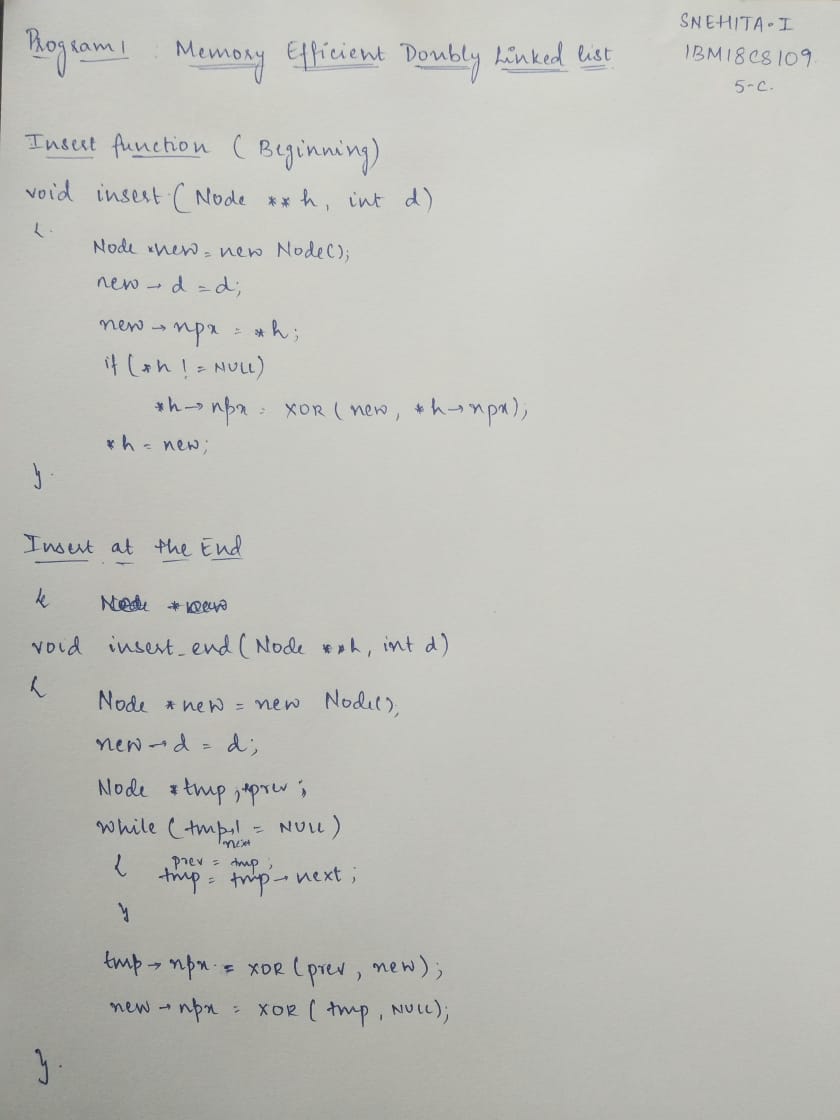 SNEHITA-I
Program 1 : Memory Efficient Doubly Linked list
1BM18CS109
5-C.
Insert function ( Beginning)
void insert ( Node ** h, int d)
{
Node *new = new Node();
new → d = d;
new → npx = *h;
if (*h != NULL)
*h → npx = XOR ( new, *h → npx);
*h = new;
}
Insert at the End
{
void insert_end ( Node **h, int d)
{
Node *new = new Node();
new → d = d;
Node *tmp, *prev ;
while ( tmp != NULL)
next
{ prev = tmp ;
tmp = tmp → next ;
}
tmp → npx = XOR ( prev , new) ;
new → npx = XOR ( tmp , NULL);
}